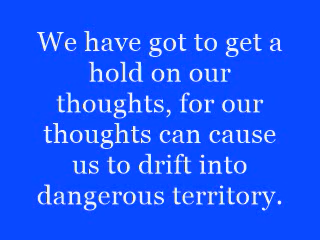 We have got to get a
hold on our
thoughts, for our
thoughts can cause
us to drift into
dangerous territory.